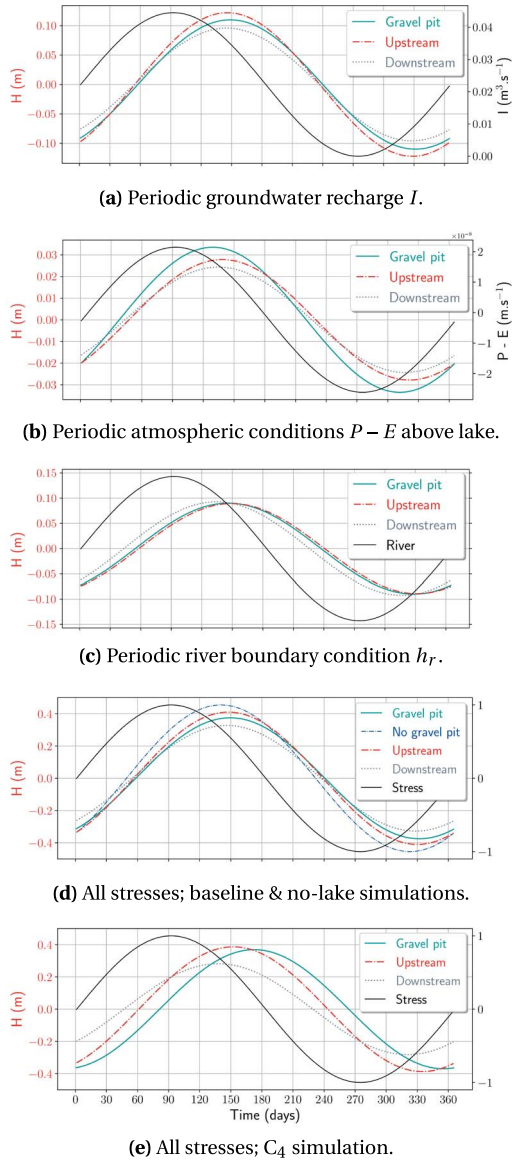 0.10
0.05
0.00
−0.05
−0.10
H (m)
Gravel pit
Upstream
Downstream
0.04
0.03
0.02
0.01
0.00
I (m³.s⁻¹)
(a) Periodic groundwater recharge I.
×10⁻⁸
0.03
0.02
0.01
0.00
−0.01
−0.02
−0.03
H (m)
Gravel pit
Upstream
Downstream
2
1
0
−1
−2
P - E (m.s⁻¹)
(b) Periodic atmospheric conditions P − E above lake.
0.15
0.10
0.05
0.00
−0.05
−0.10
−0.15
H (m)
Gravel pit
Upstream
Downstream
River
(c) Periodic river boundary condition hᵣ.
0.4
0.2
0.0
−0.2
−0.4
H (m)
Gravel pit
No gravel pit
Upstream
Downstream
Stress
1
0
−1
(d) All stresses; baseline & no-lake simulations.
0.4
0.2
0.0
−0.2
−0.4
H (m)
Gravel pit
Upstream
Downstream
Stress
1
0
−1
0 30 60 90 120 150 180 210 240 270 300 330 360
Time (days)
(e) All stresses; C₄ simulation.